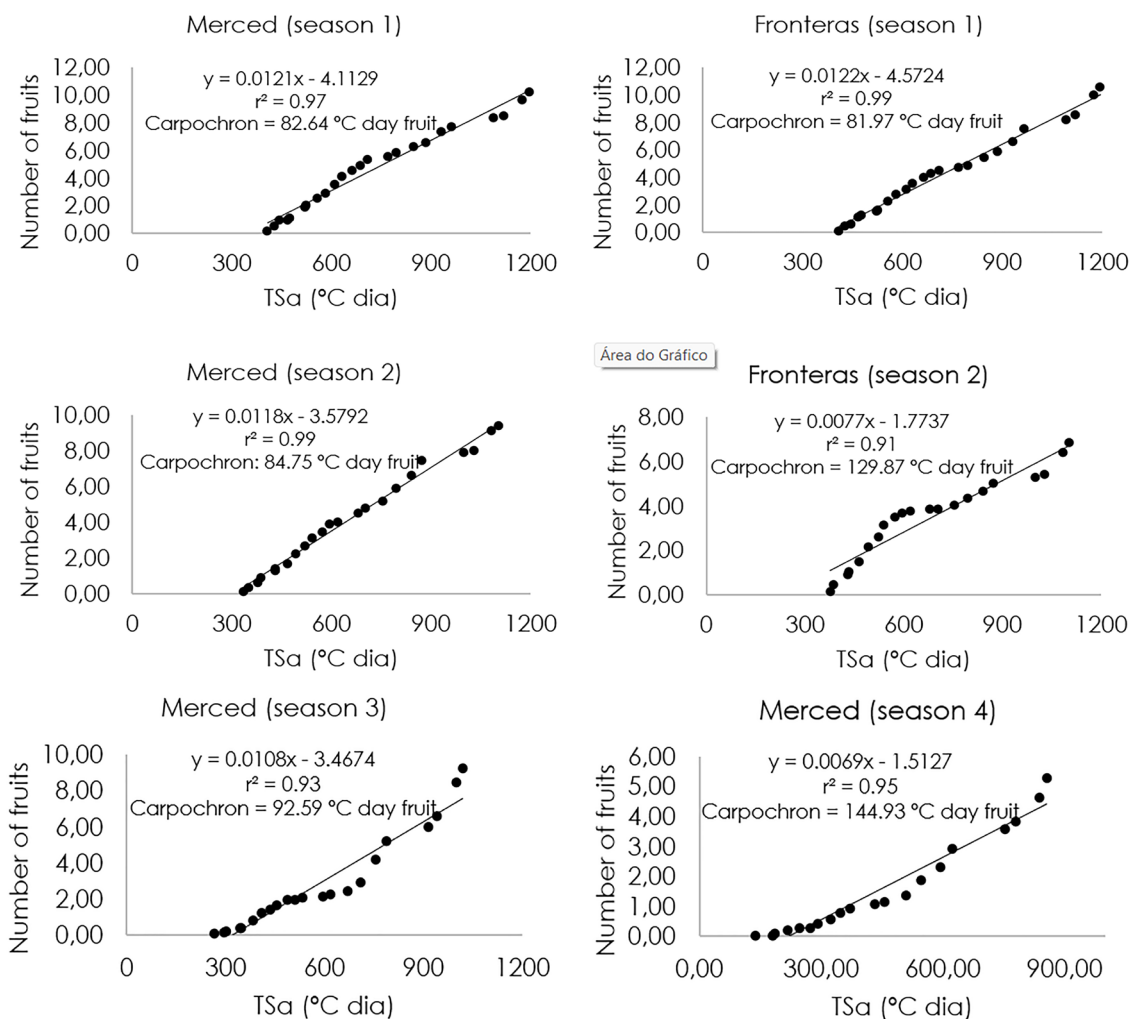 Merced (season 1)
12,00
10,00
8,00
6,00
4,00
2,00
0,00
Number of fruits
y = 0.0121x - 4.1129
r² = 0.97
Carpochron = 82.64 °C day fruit
0 300 600 900 1200
TSa (°C dia)
Fronteras (season 1)
12,00
10,00
8,00
6,00
4,00
2,00
0,00
Number of fruits
y = 0.0122x - 4.5724
r² = 0.99
Carpochron = 81.97 °C day fruit
0 300 600 900 1200
TSa (°C dia)
Área do Gráfico
Merced (season 2)
10,00
8,00
6,00
4,00
2,00
0,00
Number of fruits
y = 0.0118x - 3.5792
r² = 0.99
Carpochron: 84.75 °C day fruit
0 300 600 900 1200
TSa (°C dia)
Fronteras (season 2)
8,00
6,00
4,00
2,00
0,00
Number of fruits
y = 0.0077x - 1.7737
r² = 0.91
Carpochron = 129.87 °C day fruit
0 300 600 900 1200
TSa (°C dia)
Merced (season 3)
10,00
8,00
6,00
4,00
2,00
0,00
Number of fruits
y = 0.0108x - 3.4674
r² = 0.93
Carpochron = 92.59 °C day fruit
0 300 600 900 1200
TSa (°C dia)
Merced (season 4)
6,00
5,00
4,00
3,00
2,00
1,00
0,00
Number of fruits
y = 0.0069x - 1.5127
r² = 0.95
Carpochron = 144.93 °C day fruit
0,00 300,00 600,00 900,00
TSa (°C dia)